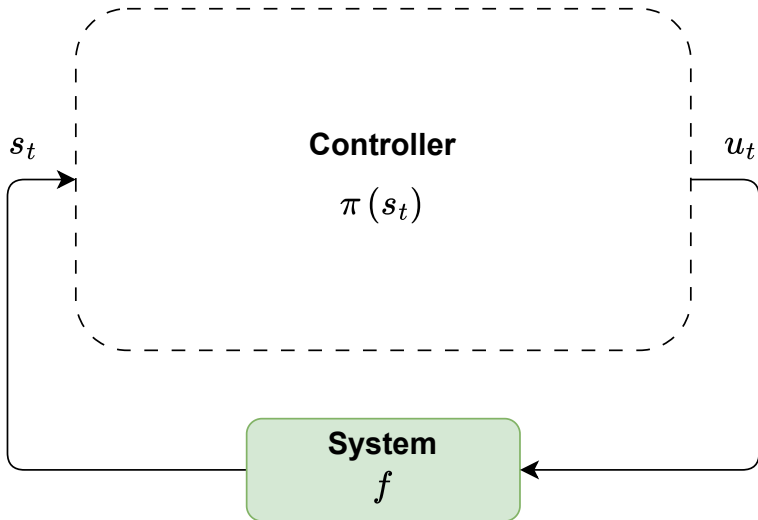 s_t
Controller
u_t
π (s_t)
System
f